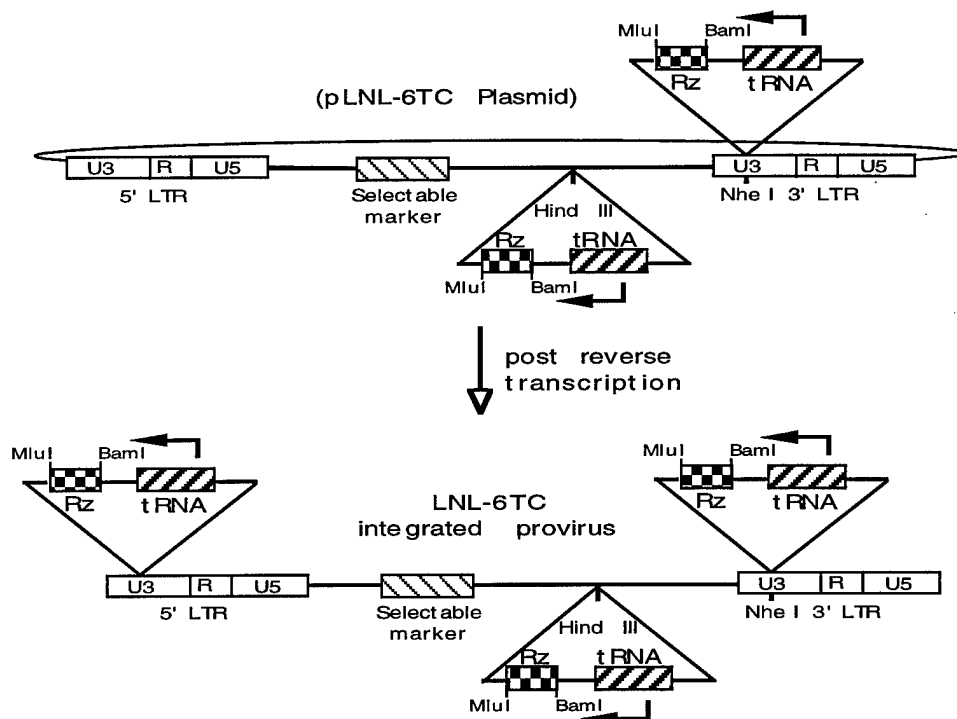 MluI BamI
Rz tRNA
(pLNL-6TC Plasmid)
U3 R U5 U3 R U5
5' LTR Selectable marker Nhe I 3' LTR
Hind III
Rz tRNA
MluI BamI
post reverse
transcription
MluI BamI MluI BamI
Rz tRNA Rz tRNA
LNL-6TC
integrated provirus
U3 R U5 U3 R U5
5' LTR Selectable marker Nhe I 3' LTR
Hind III
Rz tRNA
MluI BamI